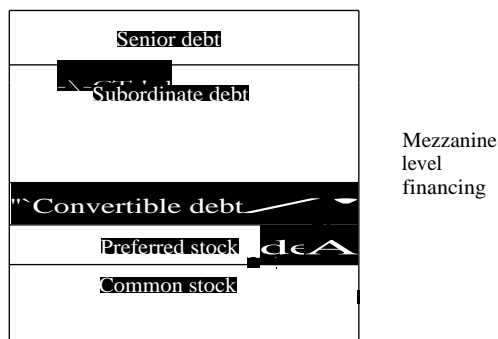 Senior debt
Subordinate debt
Mezzanine
level
financing
Convertible debt
Preferred stock
Common stock